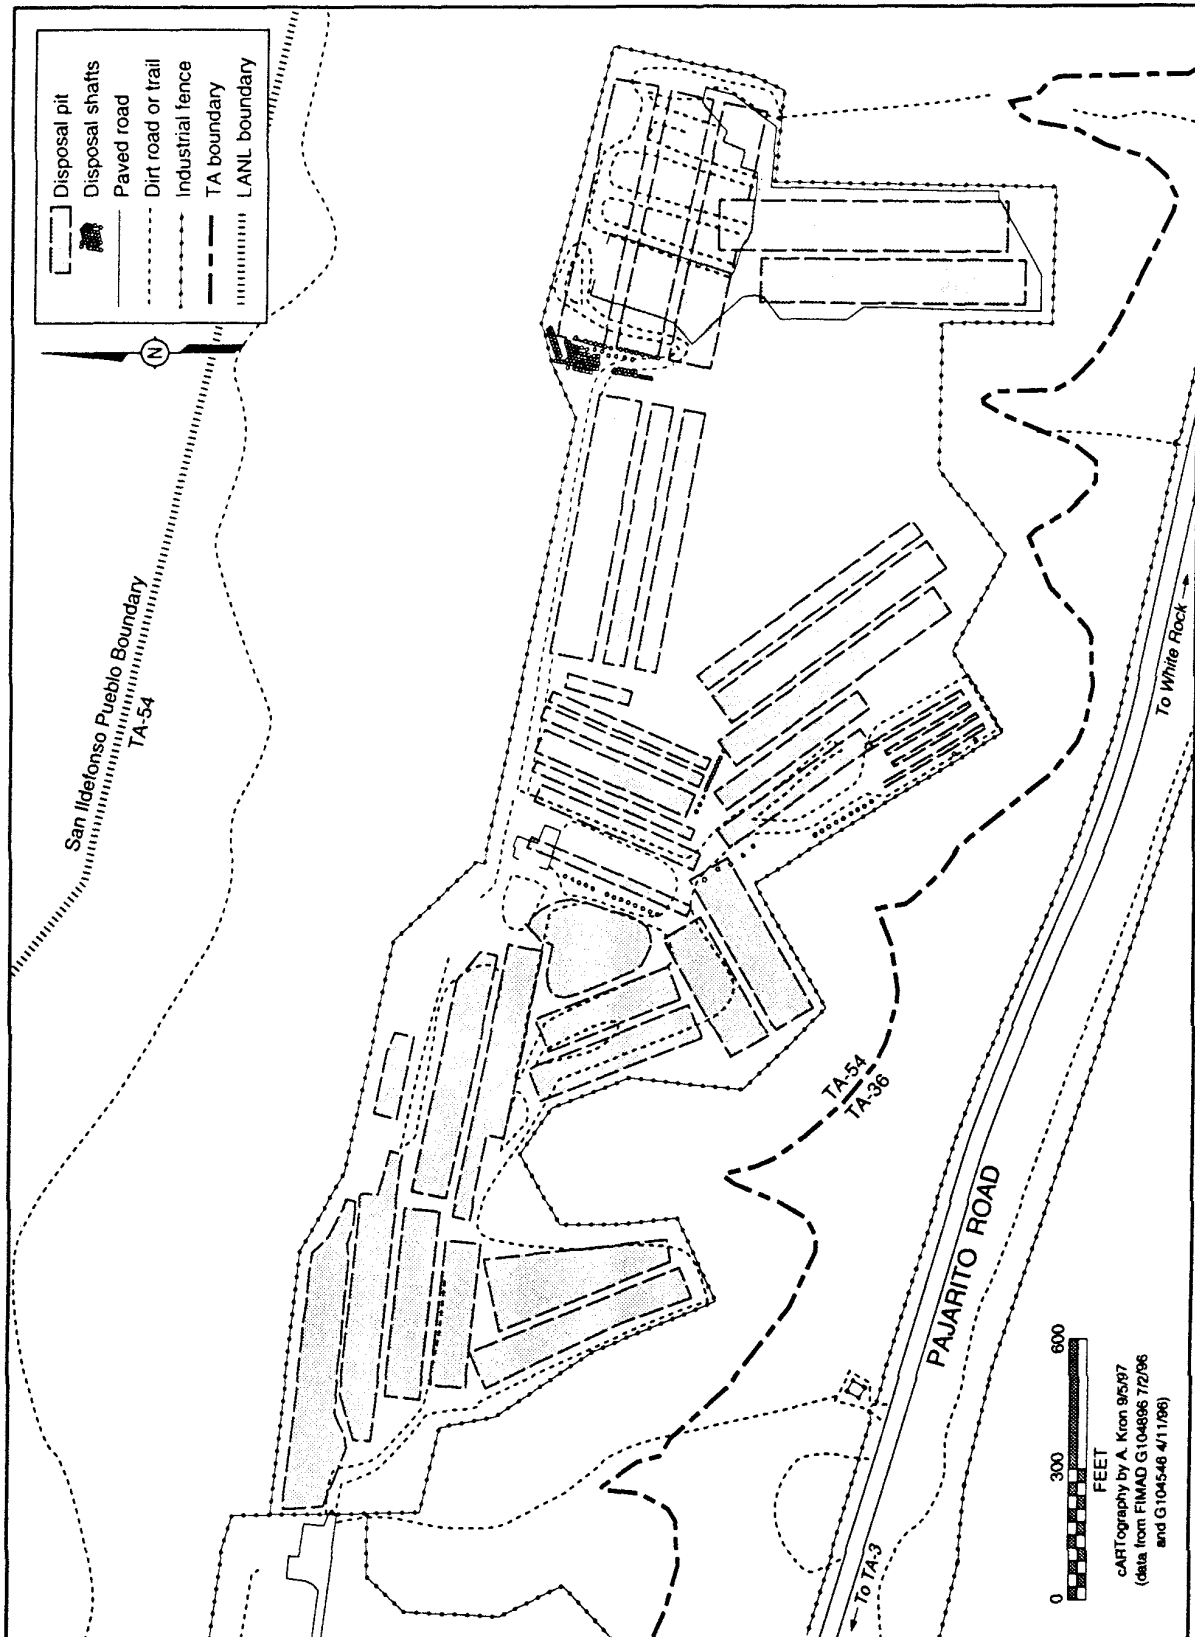 Disposal pit
Disposal shafts
Paved road
Dirt road or trail
Industrial fence
TA boundary
LANL boundary
N
San Ildefonso Pueblo Boundary
TA-54
To White Rock
TA-54
TA-36
PAJARITO ROAD
To TA-3
0 300 600
FEET
cARTography by A. Kron 9/5/97
(data from FIMAD G104896 7/2/96
and G104546 4/11/96)